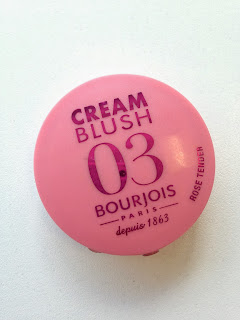 CREAM
BLUSH
03
BOURJOIS
PARIS
depuis 1863
ROSE TENDER